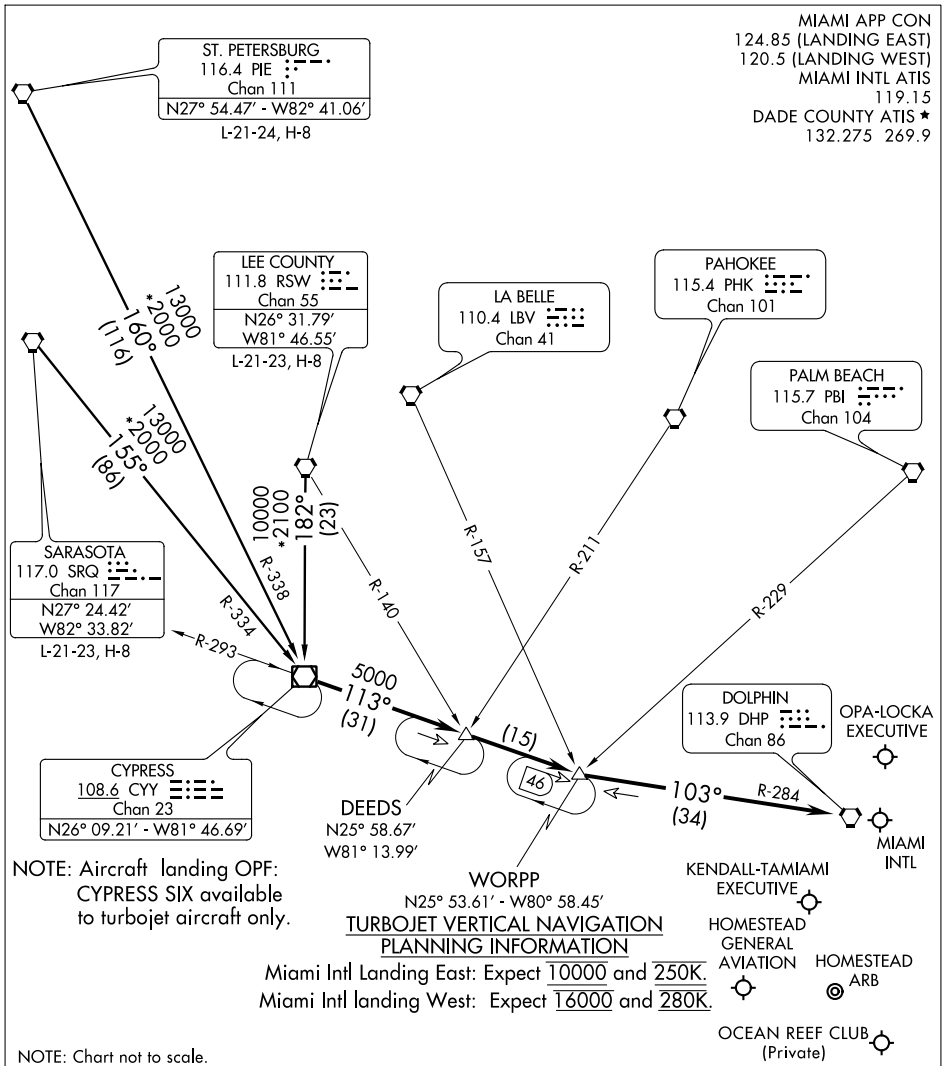 MIAMI APP CON
124.85 (LANDING EAST)
120.5 (LANDING WEST)
MIAMI INTL ATIS
119.15
DADE COUNTY ATIS ★
132.275 269.9
ST. PETERSBURG
116.4 PIE
Chan 111
N27° 54.47′ - W82° 41.06′
L-21-24, H-8
LEE COUNTY
111.8 RSW
Chan 55
N26° 31.79′
W81° 46.55′
L-21-23, H-8
LA BELLE
110.4 LBV
Chan 41
PAHOKEE
115.4 PHK
Chan 101
PALM BEACH
115.7 PBI
Chan 104
13000
*2000
160°
(116)
13000
*2000
155°
(86)
10000
*2100
182°
(23)
SARASOTA
117.0 SRQ
Chan 117
N27° 24.42′
W82° 33.82′
L-21-23, H-8
R-338
R-334
R-293
R-140
R-157
R-211
R-229
5000
113°
(31)
(15)
46
103°
(34)
R-284
DOLPHIN
113.9 DHP
Chan 86
OPA-LOCKA
EXECUTIVE
CYPRESS
108.6 CYY
Chan 23
N26° 09.21′ - W81° 46.69′
DEEDS
N25° 58.67′
W81° 13.99′
WORPP
N25° 53.61′ - W80° 58.45′
MIAMI
INTL
KENDALL-TAMIAMI
EXECUTIVE
HOMESTEAD
GENERAL
AVIATION
HOMESTEAD
ARB
OCEAN REEF CLUB
(Private)
NOTE: Aircraft landing OPF:
CYPRESS SIX available
to turbojet aircraft only.
TURBOJET VERTICAL NAVIGATION
PLANNING INFORMATION
Miami Intl Landing East: Expect 10000 and 250K.
Miami Intl landing West: Expect 16000 and 280K.
NOTE: Chart not to scale.